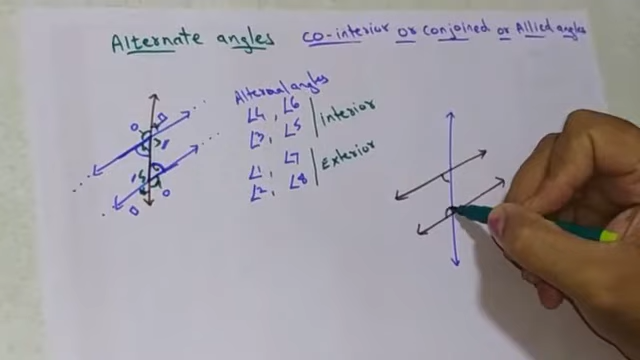 Alternate angles co-interior or Conjoined or Allied angles
Alternal angles
∠4, ∠6
∠3, ∠5
Interior
∠1, ∠7
∠2, ∠8
Exterior